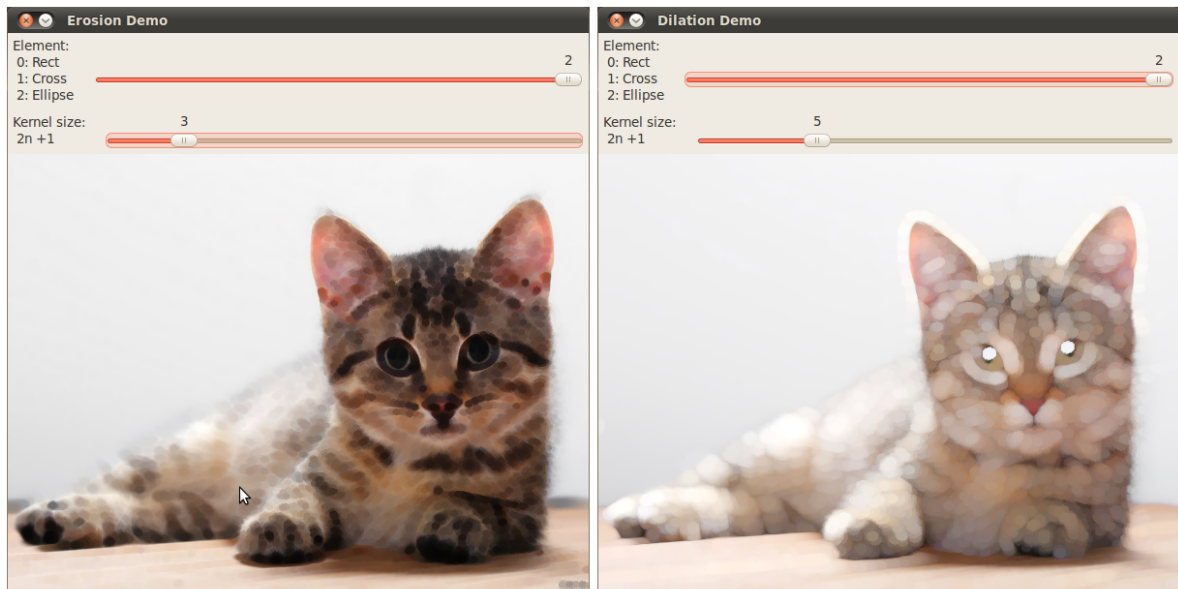 Erosion Demo
Element:
0: Rect
2
1: Cross
2: Ellipse
Kernel size:
3
2n +1
Dilation Demo
Element:
0: Rect
2
1: Cross
2: Ellipse
Kernel size:
5
2n +1